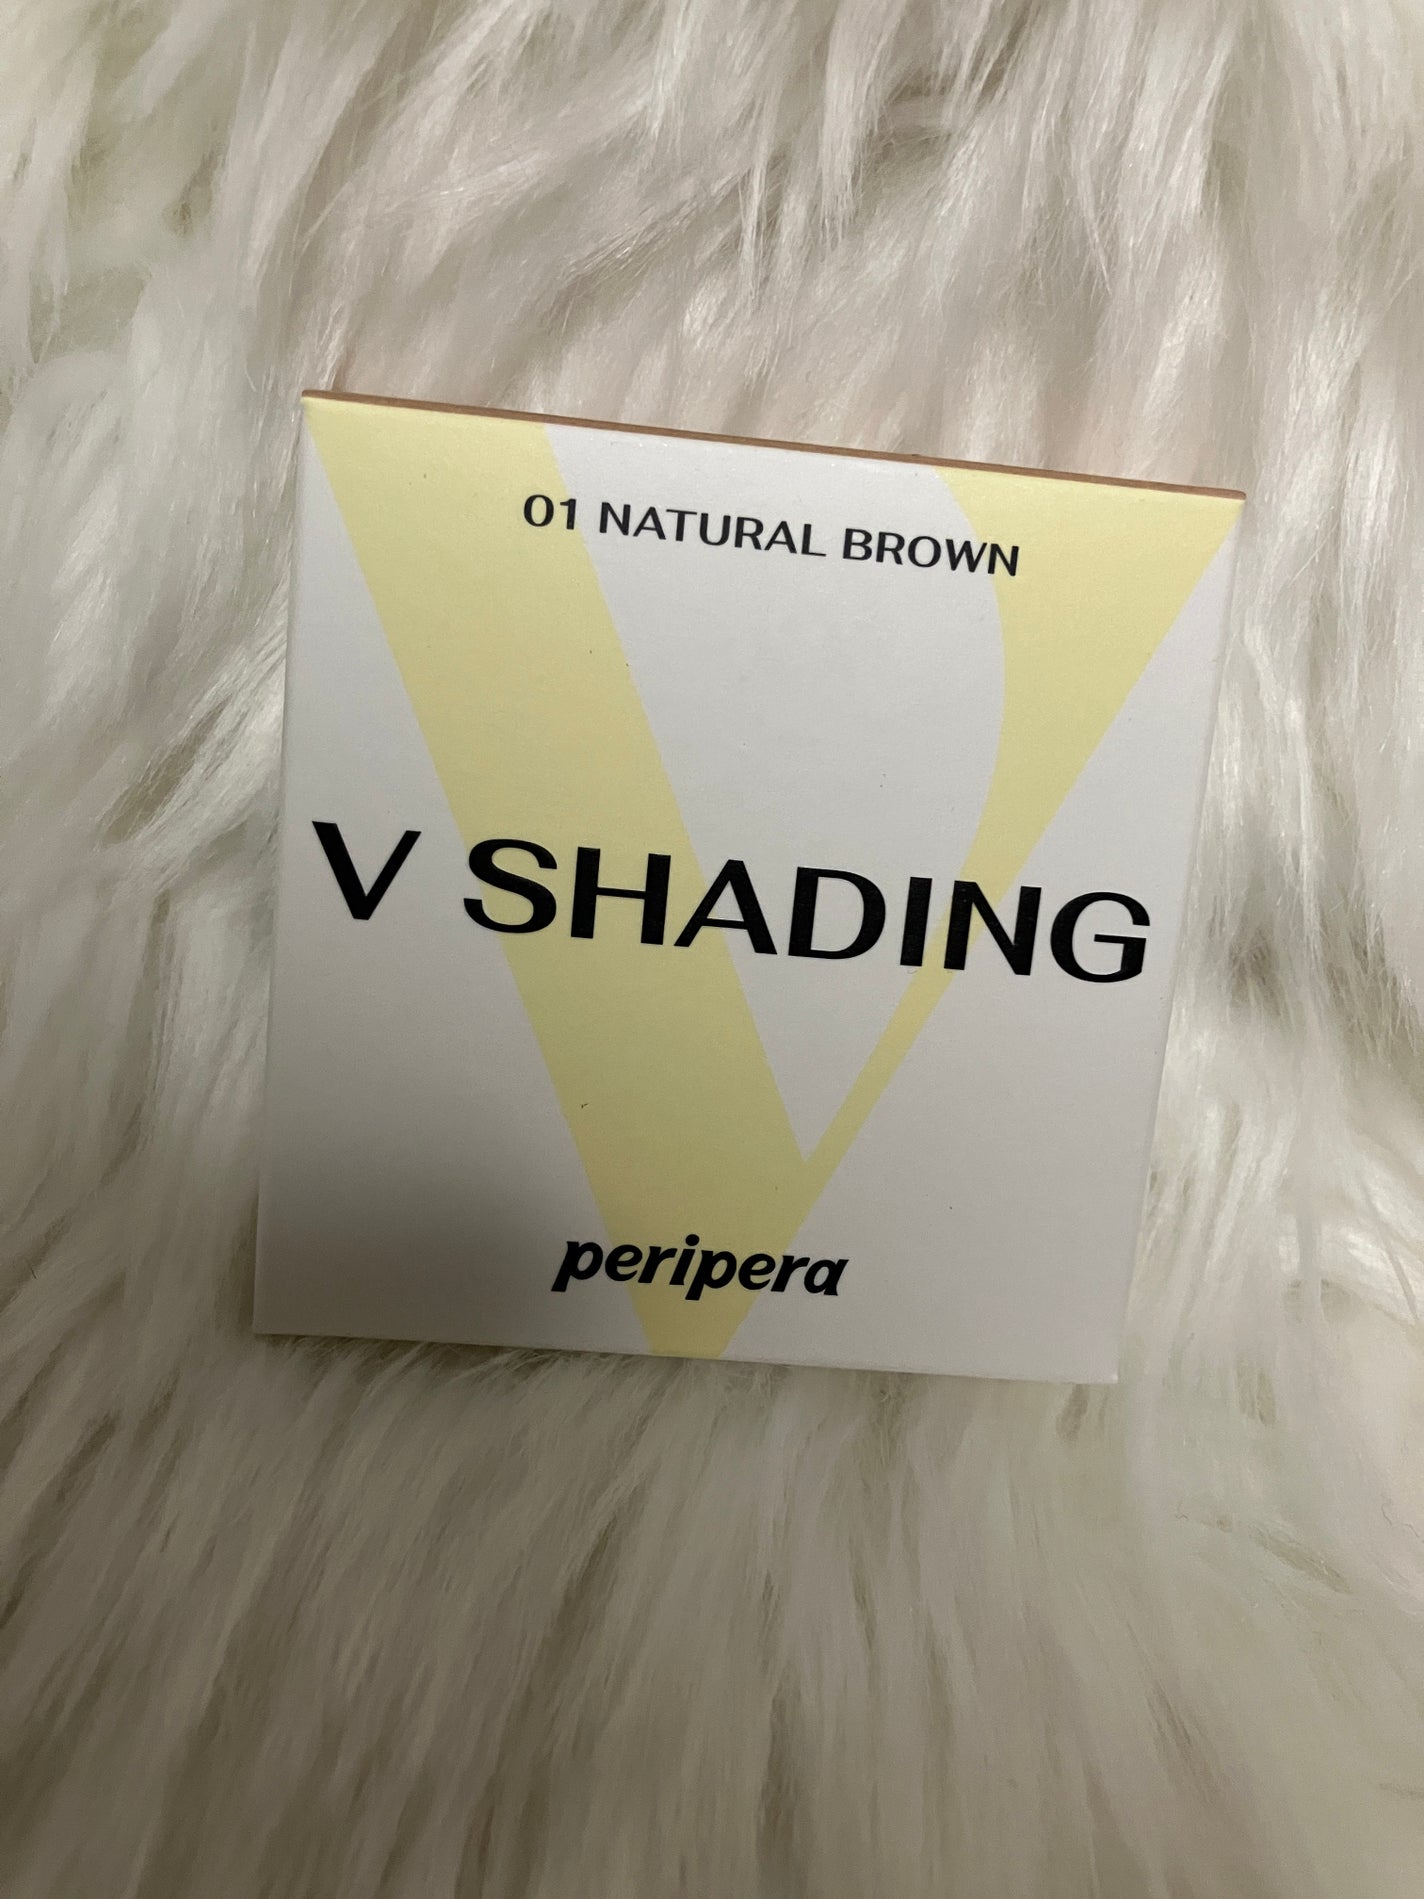 01 NATURAL BROWN
V SHADING
peripera